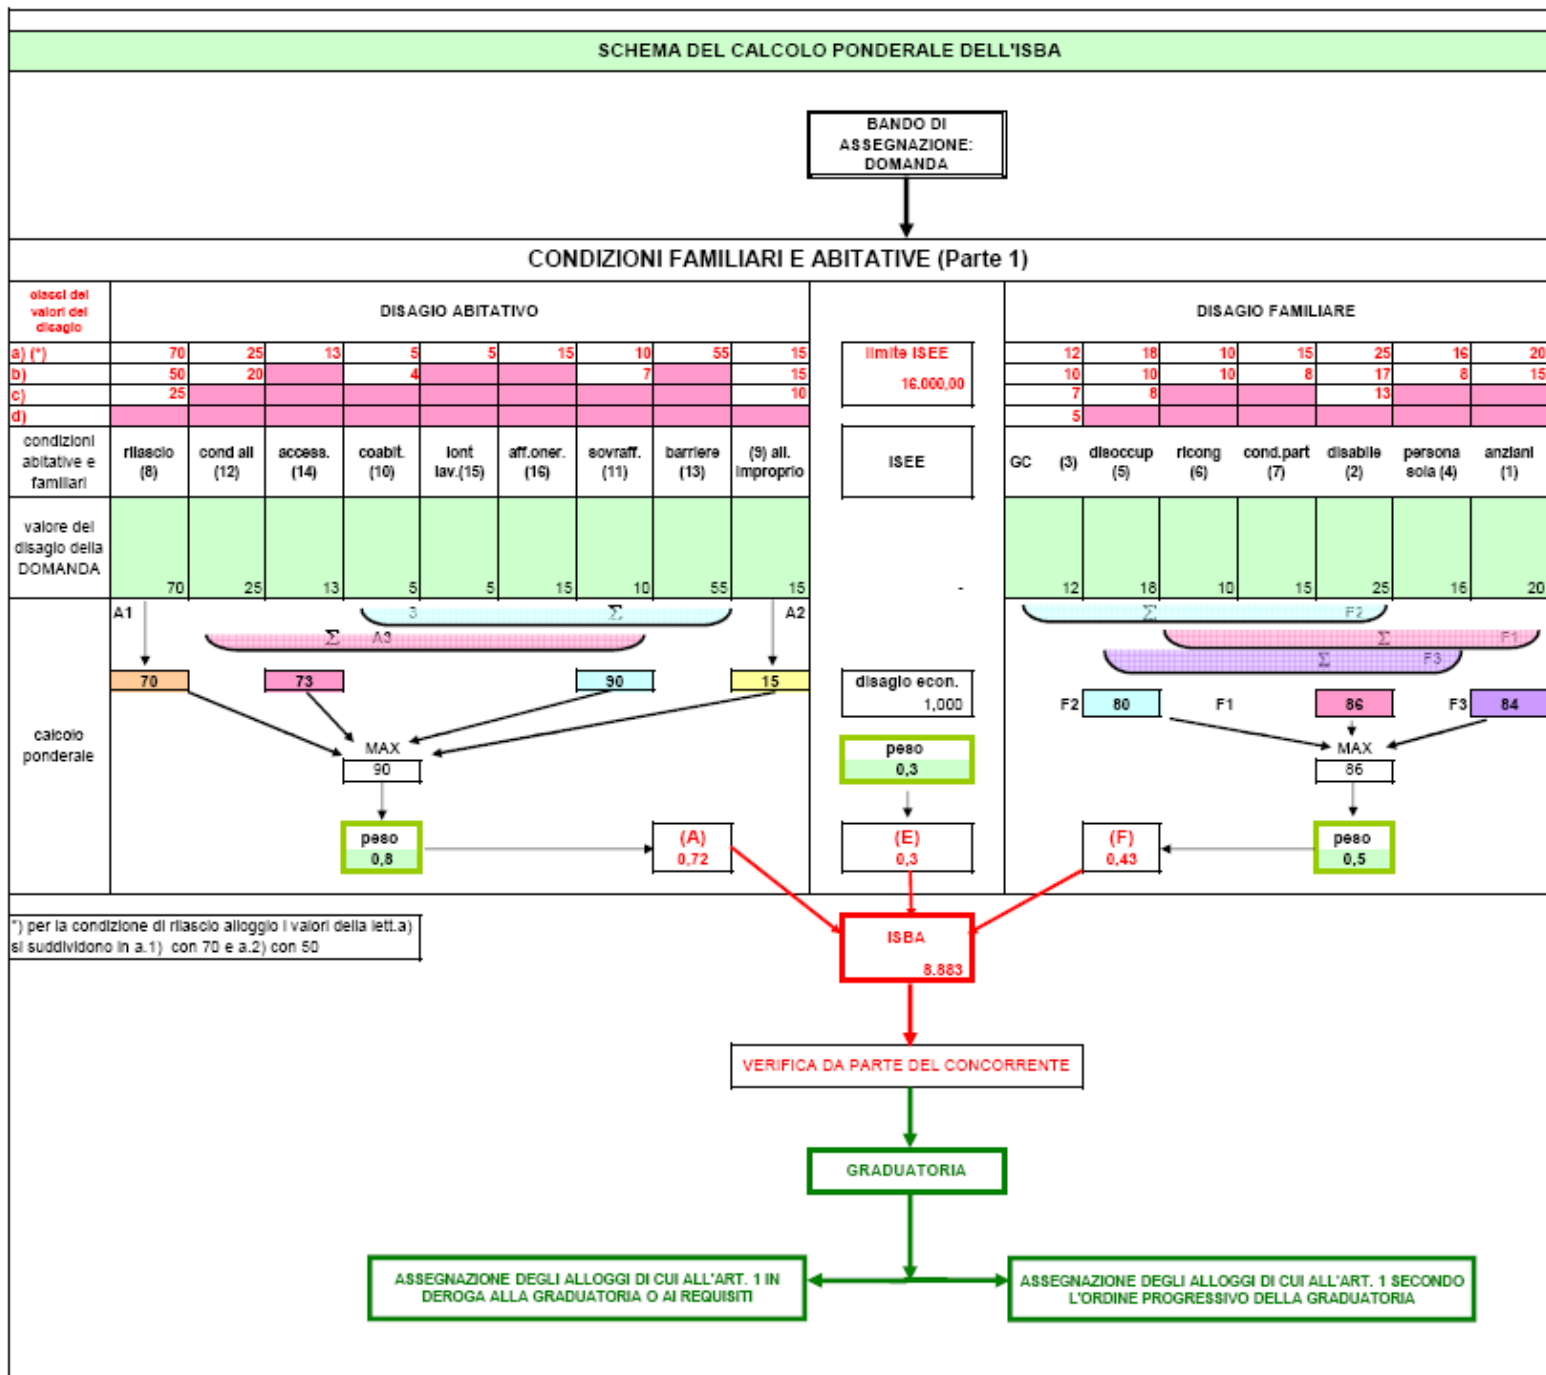 SCHEMA DEL CALCOLO PONDERALE DELL'ISBA
BANDO DI
ASSEGNAZIONE:
DOMANDA
CONDIZIONI FAMILIARI E ABITATIVE (Parte 1)
classi dei
valori del
disagio
DISAGIO ABITATIVO
DISAGIO FAMILIARE
a) (*) 70 25 13 5 5 15 10 55 15 limite ISEE 12 18 10 15 25 16 20
b) 50 20 4 7 15 16.000,00 10 10 10 8 17 8 15
c) 25 10 7 8 13
d) 5
condizioni
abitative e
familiari
rilascio
(8)
cond all
(12)
access.
(14)
coabit.
(10)
lont
lav.(15)
aff.oner.
(16)
sovraff.
(11)
barriere
(13)
(9) all.
improprio
ISEE
GC (3)
disoccup
(5)
ricong
(6)
cond.part
(7)
disabile
(2)
persona
sola (4)
anziani
(1)
valore del
disagio della
DOMANDA
70 25 13 5 5 15 10 55 15 - 12 18 10 15 25 16 20
A1 3 Σ A2 Σ F2
Σ A3 Σ F1
Σ F3
70 73 90 15
disagio econ.
1,000
F2 80 F1 86 F3 84
calcolo
ponderale
MAX
90
peso
0,3
MAX
86
peso
0,8
(A)
0,72
(E)
0,3
(F)
0,43
peso
0,5
*) per la condizione di rilascio alloggio i valori della lett.a)
si suddividono in a.1) con 70 e a.2) con 50
ISBA
8.883
VERIFICA DA PARTE DEL CONCORRENTE
GRADUATORIA
ASSEGNAZIONE DEGLI ALLOGGI DI CUI ALL'ART. 1 IN
DEROGA ALLA GRADUATORIA O AI REQUISITI
ASSEGNAZIONE DEGLI ALLOGGI DI CUI ALL'ART. 1 SECONDO
L'ORDINE PROGRESSIVO DELLA GRADUATORIA